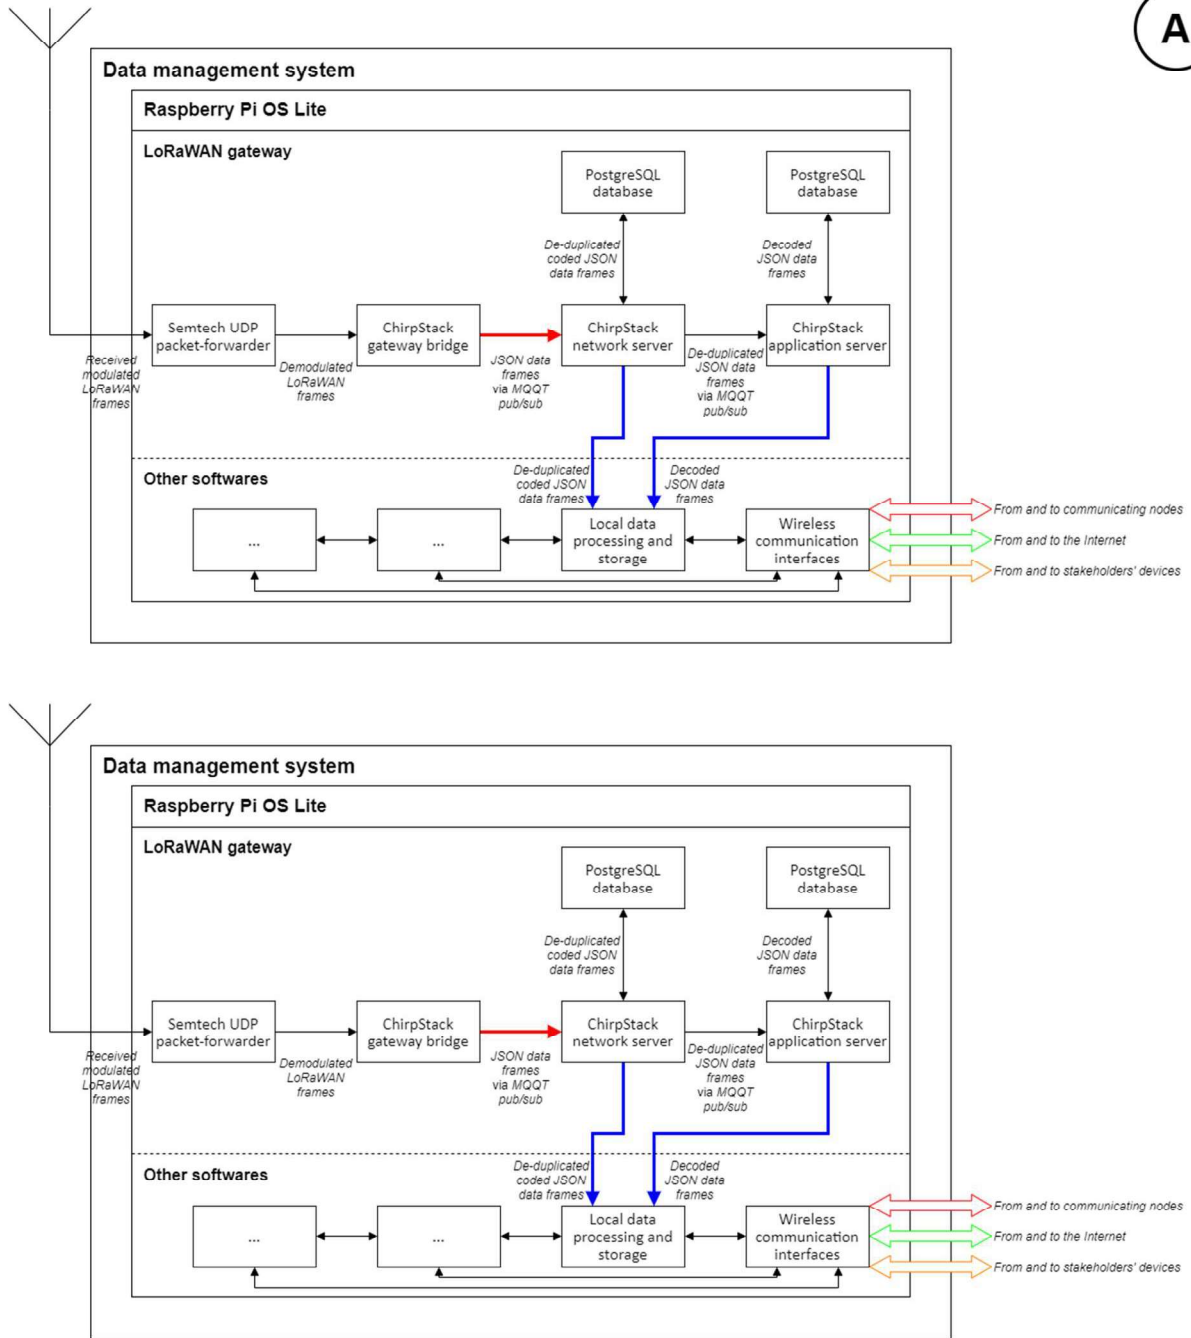 A
Data management system
Raspberry Pi OS Lite
LoRaWAN gateway
PostgreSQL
database
PostgreSQL
database
De-duplicated
coded JSON
data frames
Decoded
JSON data
frames
Semtech UDP
packet-forwarder
ChirpStack
gateway bridge
ChirpStack
network server
ChirpStack
application server
Received
modulated
LoRaWAN
frames
Demodulated
LoRaWAN
frames
JSON data
frames
via MQQT
pub/sub
De-duplicated
JSON data
frames
via MQQT
pub/sub
Other softwares
De-duplicated
coded JSON
data frames
Decoded
JSON data
frames
...
...
Local data
processing and
storage
Wireless
communication
interfaces
From and to communicating nodes
From and to the Internet
From and to stakeholders' devices
Data management system
Raspberry Pi OS Lite
LoRaWAN gateway
PostgreSQL
database
PostgreSQL
database
De-duplicated
coded JSON
data frames
Decoded
JSON data
frames
Semtech UDP
packet-forwarder
ChirpStack
gateway bridge
ChirpStack
network server
ChirpStack
application server
Received
modulated
LoRaWAN
frames
Demodulated
LoRaWAN
frames
JSON data
frames
via MQQT
pub/sub
De-duplicated
JSON data
frames
via MQQT
pub/sub
Other softwares
De-duplicated
coded JSON
data frames
Decoded
JSON data
frames
...
...
Local data
processing and
storage
Wireless
communication
interfaces
From and to communicating nodes
From and to the Internet
From and to stakeholders' devices